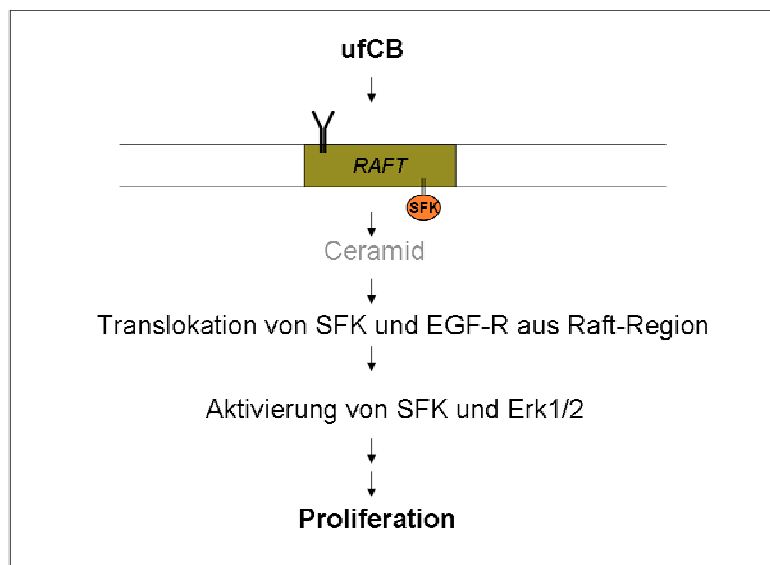 ufCB
RAFT
SFK
Ceramid
Translokation von SFK und EGF-R aus Raft-Region
Aktivierung von SFK und Erk1/2
Proliferation